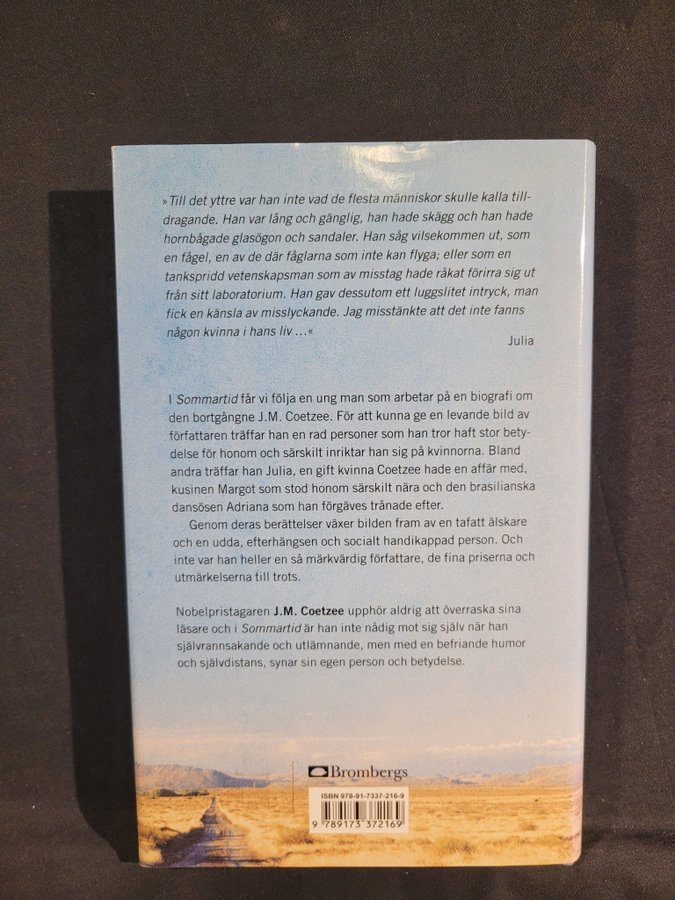 »Till det yttre var han inte vad de flesta människor skulle kalla till-
dragande. Han var lång och gänglig, han hade skägg och han hade
hornbågade glasögon och sandaler. Han såg vilsekommen ut, som
en fågel, en av de där fåglarna som inte kan flyga; eller som en
tankspridd vetenskapsman som av misstag hade råkat förirra sig ut
från sitt laboratorium. Han gav dessutom ett luggslitet intryck, man
fick en känsla av misslyckande. Jag misstänkte att det inte fanns
någon kvinna i hans liv ...«
Julia
I Sommartid får vi följa en ung man som arbetar på en biografi om
den bortgångne J.M. Coetzee. För att kunna ge en levande bild av
författaren träffar han en rad personer som han tror haft stor bety-
delse för honom och särskilt inriktar han sig på kvinnorna. Bland
andra träffar han Julia, en gift kvinna Coetzee hade en affär med,
kusinen Margot som stod honom särskilt nära och den brasilianska
dansösen Adriana som han förgäves trånade efter.
Genom deras berättelser växer bilden fram av en tafatt älskare
och en udda, efterhängsen och socialt handikappad person. Och
inte var han heller en så märkvärdig författare, de fina priserna och
utmärkelserna till trots.
Nobelpristagaren J.M. Coetzee upphör aldrig att överraska sina
läsare och i Sommartid är han inte nådig mot sig själv när han
självrannsakande och utlämnande, men med en befriande humor
och självdistans, synar sin egen person och betydelse.
Brombergs
ISBN 978-91-7337-216-9
9 789173 372169